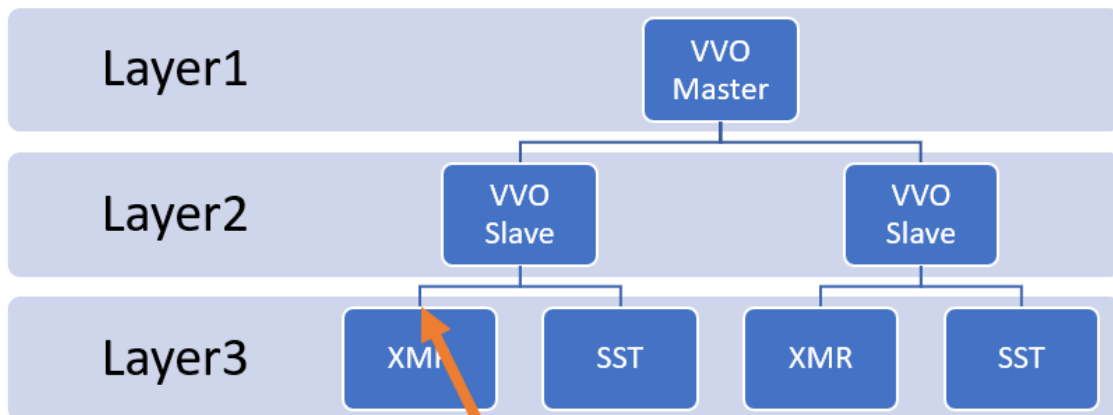 Layer1
VVO
Master
Layer2
VVO
Slave
VVO
Slave
Layer3
SST
XMR
SST